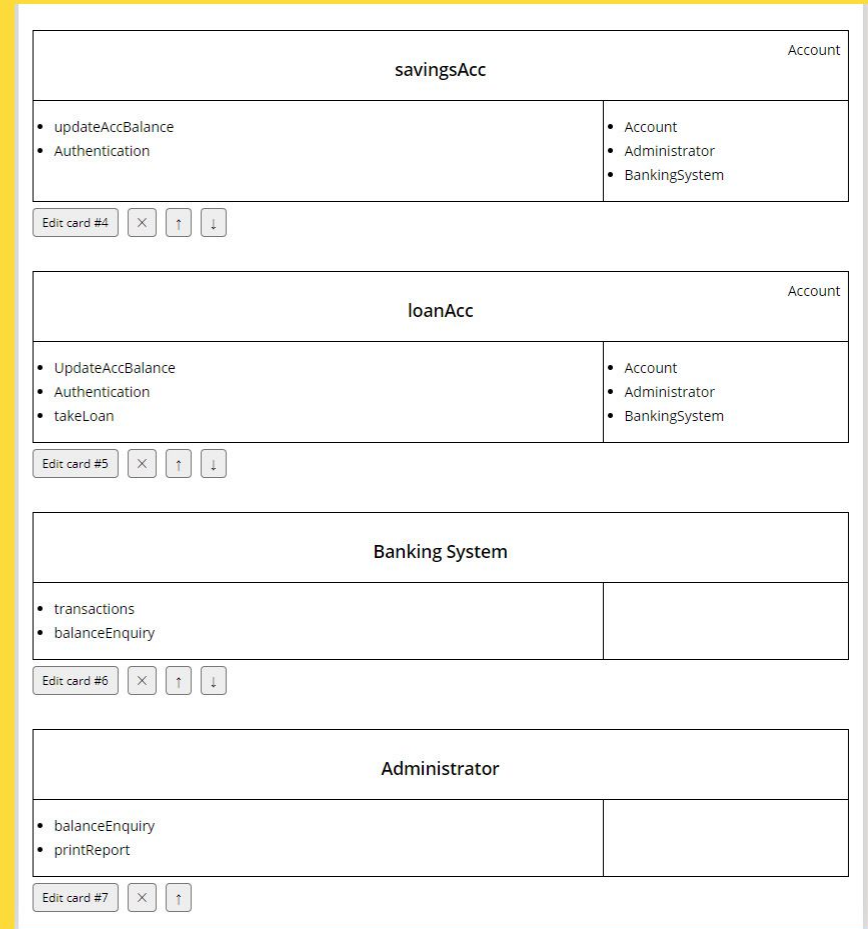 Account
savingsAcc
• updateAccBalance
• Authentication
• Account
• Administrator
• BankingSystem
Edit card #4 × ↑ ↓
Account
loanAcc
• UpdateAccBalance
• Authentication
• takeLoan
• Account
• Administrator
• BankingSystem
Edit card #5 × ↑ ↓
Banking System
• transactions
• balanceEnquiry
Edit card #6 × ↑ ↓
Administrator
• balanceEnquiry
• printReport
Edit card #7 × ↑